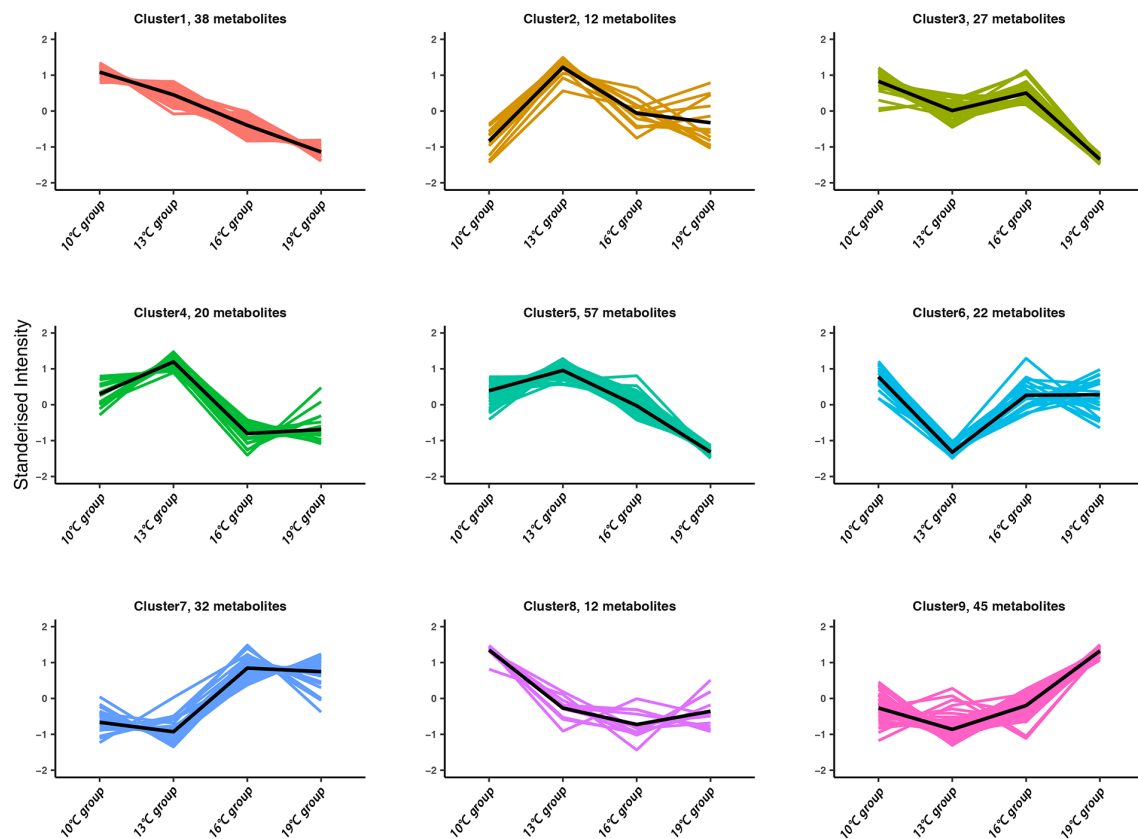 Cluster1, 38 metabolites
Cluster2, 12 metabolites
Cluster3, 27 metabolites
2
1
0
−1
−2
2
1
0
−1
−2
2
1
0
−1
−2
10℃ group
13℃ group
16℃ group
19℃ group
10℃ group
13℃ group
16℃ group
19℃ group
10℃ group
13℃ group
16℃ group
19℃ group
Standerised Intensity
Cluster4, 20 metabolites
Cluster5, 57 metabolites
Cluster6, 22 metabolites
2
1
0
−1
−2
2
1
0
−1
−2
2
1
0
−1
−2
10℃ group
13℃ group
16℃ group
19℃ group
10℃ group
13℃ group
16℃ group
19℃ group
10℃ group
13℃ group
16℃ group
19℃ group
Cluster7, 32 metabolites
Cluster8, 12 metabolites
Cluster9, 45 metabolites
2
1
0
−1
−2
2
1
0
−1
−2
2
1
0
−1
−2
10℃ group
13℃ group
16℃ group
19℃ group
10℃ group
13℃ group
16℃ group
19℃ group
10℃ group
13℃ group
16℃ group
19℃ group